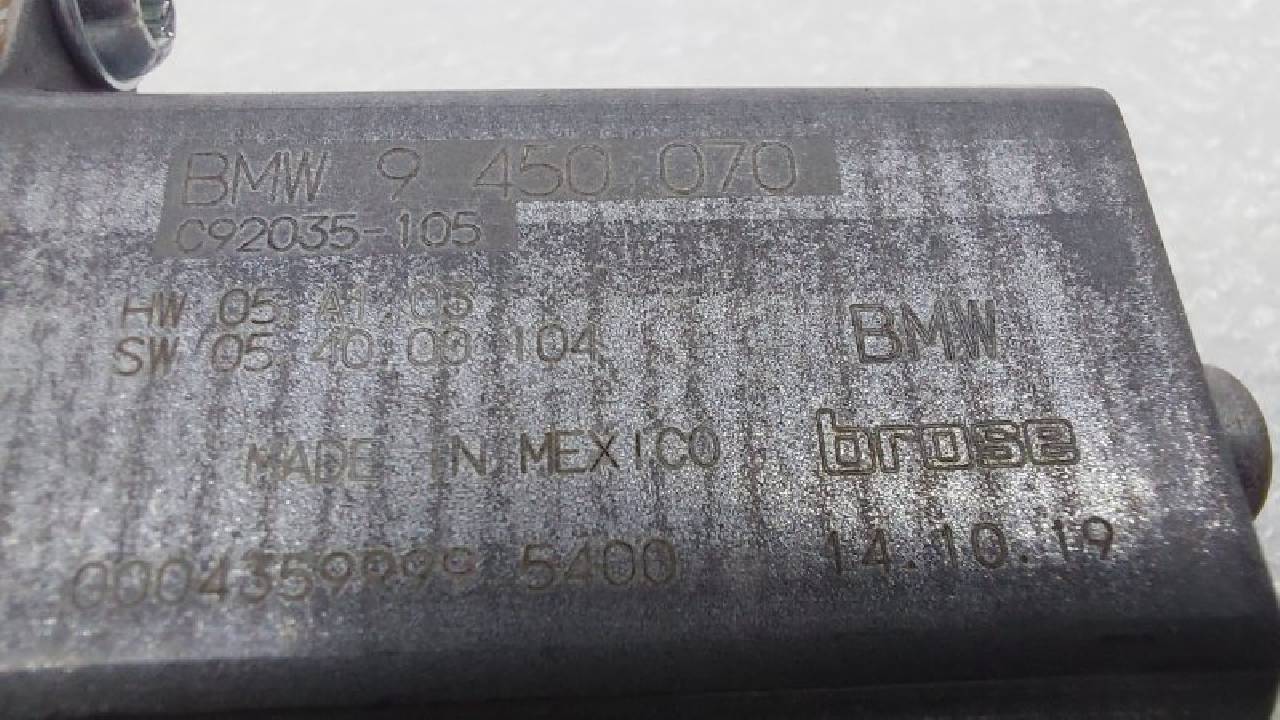 BMW 9 450 070
C92035-105
HW 05.A1.03
SW 05.40.00 104
BMW
MADE IN MEXICO
brose
5400
14.10.19